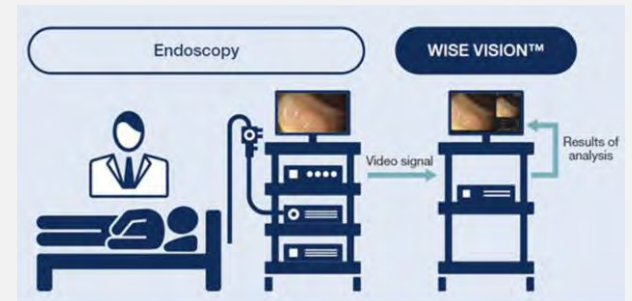 Endoscopy
WISE VISION™
Video signal
Results of
analysis